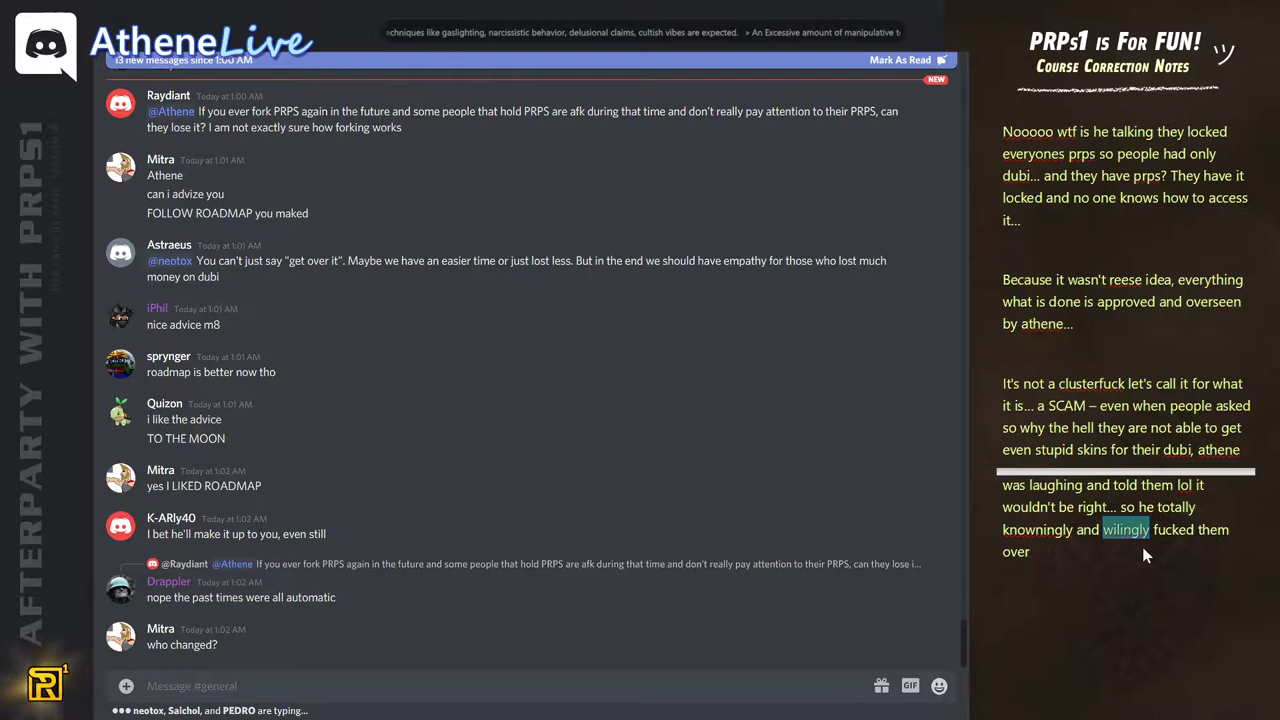 AtheneLive
echniques like gaslighting, narcissistic behavior, delusional claims, cultish vibes are expected. » An Excessive amount of manipulative t
AFTERPARTY WITH PRPS1
13 new messages since 1:00 AM
Mark As Read
NEW
Raydiant Today at 1:00 AM
@Athene If you ever fork PRPS again in the future and some people that hold PRPS are afk during that time and don't really pay attention to their PRPS, can
they lose it? I am not exactly sure how forking works
Mitra Today at 1:01 AM
Athene
can i advize you
FOLLOW ROADMAP you maked
Astraeus Today at 1:01 AM
@neotox You can't just say "get over it". Maybe we have an easier time or just lost less. But in the end we should have empathy for those who lost much
money on dubi
iPhil Today at 1:01 AM
nice advice m8
sprynger Today at 1:01 AM
roadmap is better now tho
Quizon Today at 1:01 AM
i like the advice
TO THE MOON
Mitra Today at 1:02 AM
yes I LIKED ROADMAP
K-ARly40 Today at 1:02 AM
I bet he'll make it up to you, even still
@Raydiant @Athene If you ever fork PRPS again in the future and some people that hold PRPS are afk during that time and don't really pay attention to their PRPS, can they lose i...
Drappler Today at 1:02 AM
nope the past times were all automatic
Mitra Today at 1:02 AM
who changed?
Message #general
GIF
neotox, Saichol, and PEDRO are typing...
R1
PRPS1 IS FOR FUN!
COURSE CORRECTION NOTES
ツ
Nooooo wtf is he talking they locked
everyones prps so people had only
dubi... and they have prps? They have it
locked and no one knows how to access
it...
Because it wasn't reese idea, everything
what is done is approved and overseen
by athene...
It's not a clusterfuck let's call it for what
it is... a SCAM – even when people asked
so why the hell they are not able to get
even stupid skins for their dubi, athene
was laughing and told them lol it
wouldn't be right... so he totally
knowningly and wilingly fucked them
over